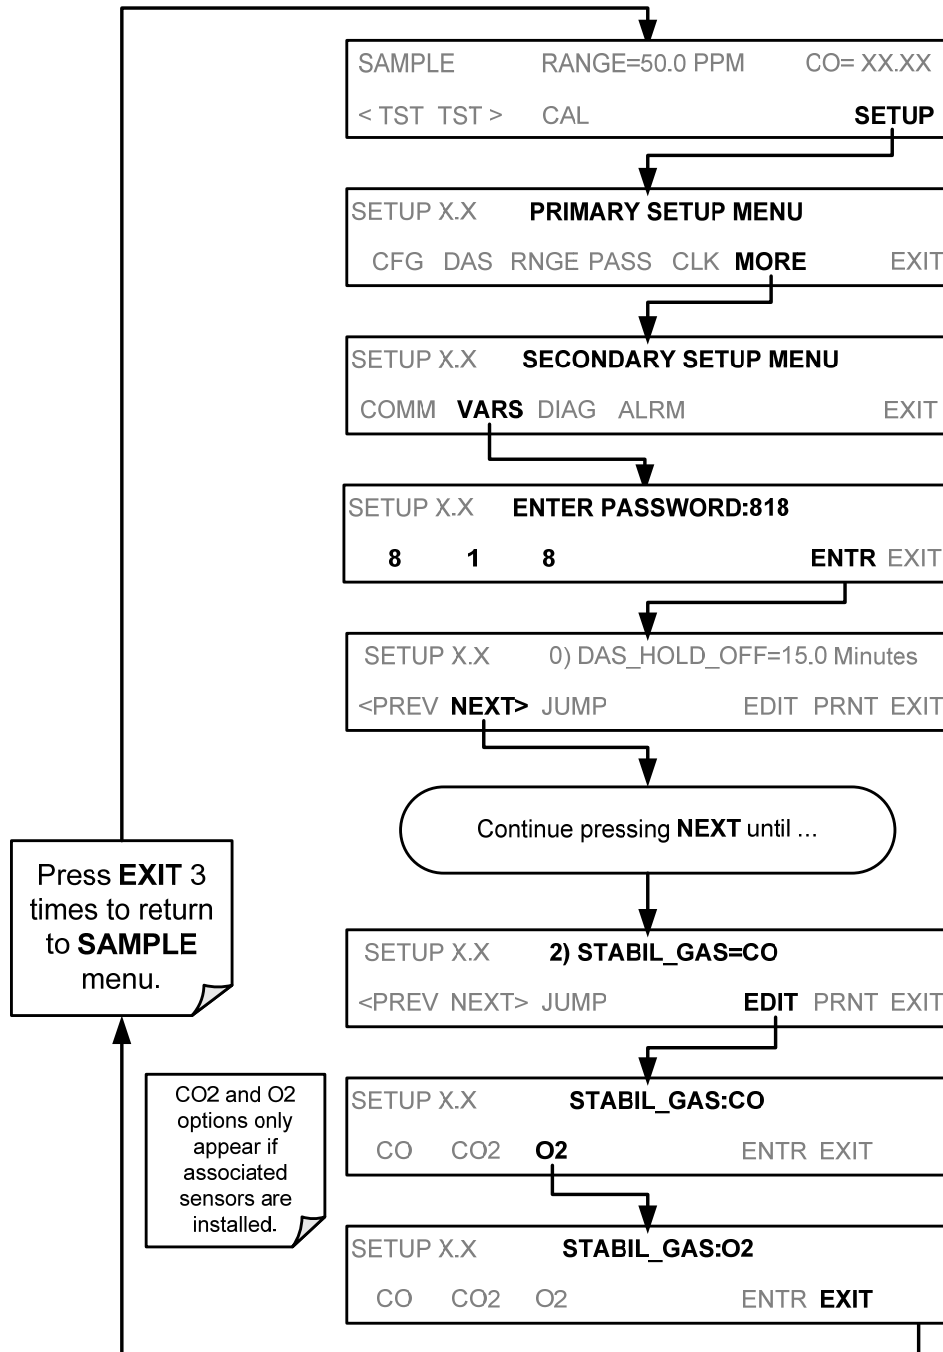 SAMPLE RANGE=50.0 PPM CO= XX.XX
< TST TST > CAL SETUP
SETUP X.X PRIMARY SETUP MENU
CFG DAS RNGE PASS CLK MORE EXIT
SETUP X.X SECONDARY SETUP MENU
COMM VARS DIAG ALRM EXIT
SETUP X.X ENTER PASSWORD:818
8 1 8 ENTR EXIT
SETUP X.X 0) DAS_HOLD_OFF=15.0 Minutes
<PREV NEXT> JUMP EDIT PRNT EXIT
Continue pressing NEXT until ...
SETUP X.X 2) STABIL_GAS=CO
<PREV NEXT> JUMP EDIT PRNT EXIT
SETUP X.X STABIL_GAS:CO
CO CO2 O2 ENTR EXIT
SETUP X.X STABIL_GAS:O2
CO CO2 O2 ENTR EXIT
Press EXIT 3
times to return
to SAMPLE
menu.
CO2 and O2
options only
appear if
associated
sensors are
installed.